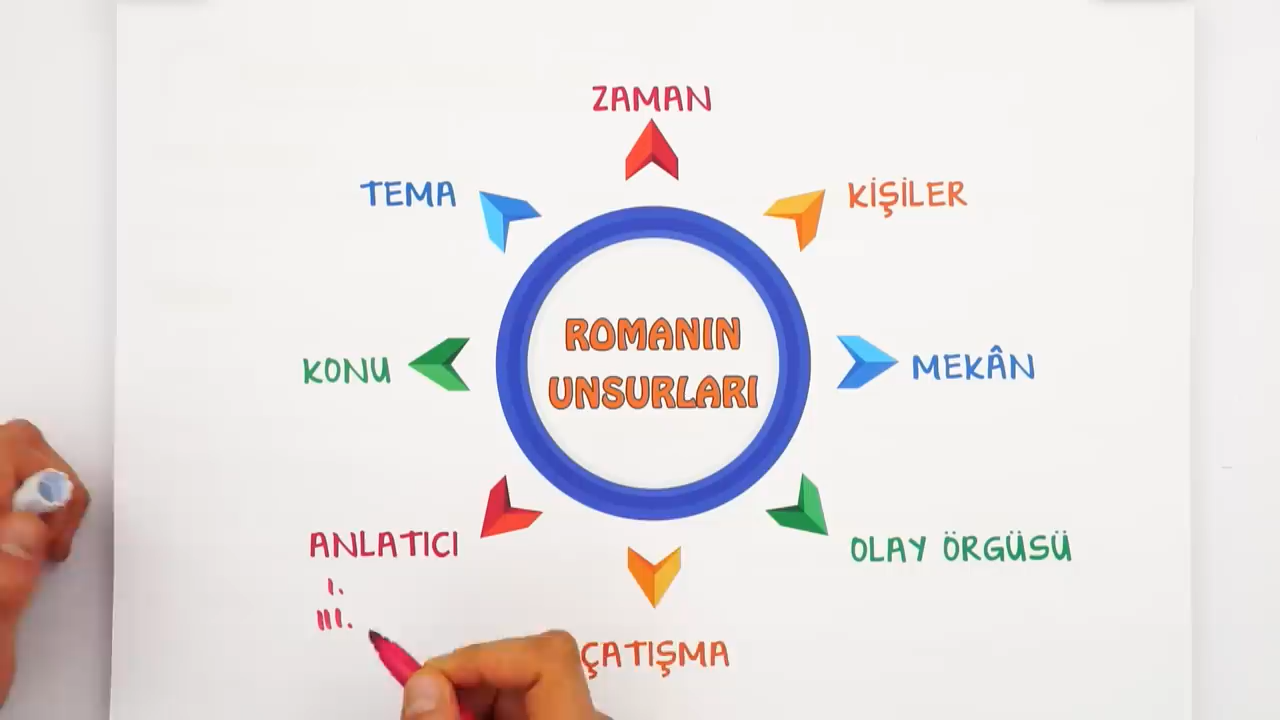 ZAMAN
TEMA
KİŞİLER
ROMANIN
UNSURLARI
KONU
MEKÂN
ANLATICI
I.
III.
OLAY ÖRGÜSÜ
ÇATIŞMA